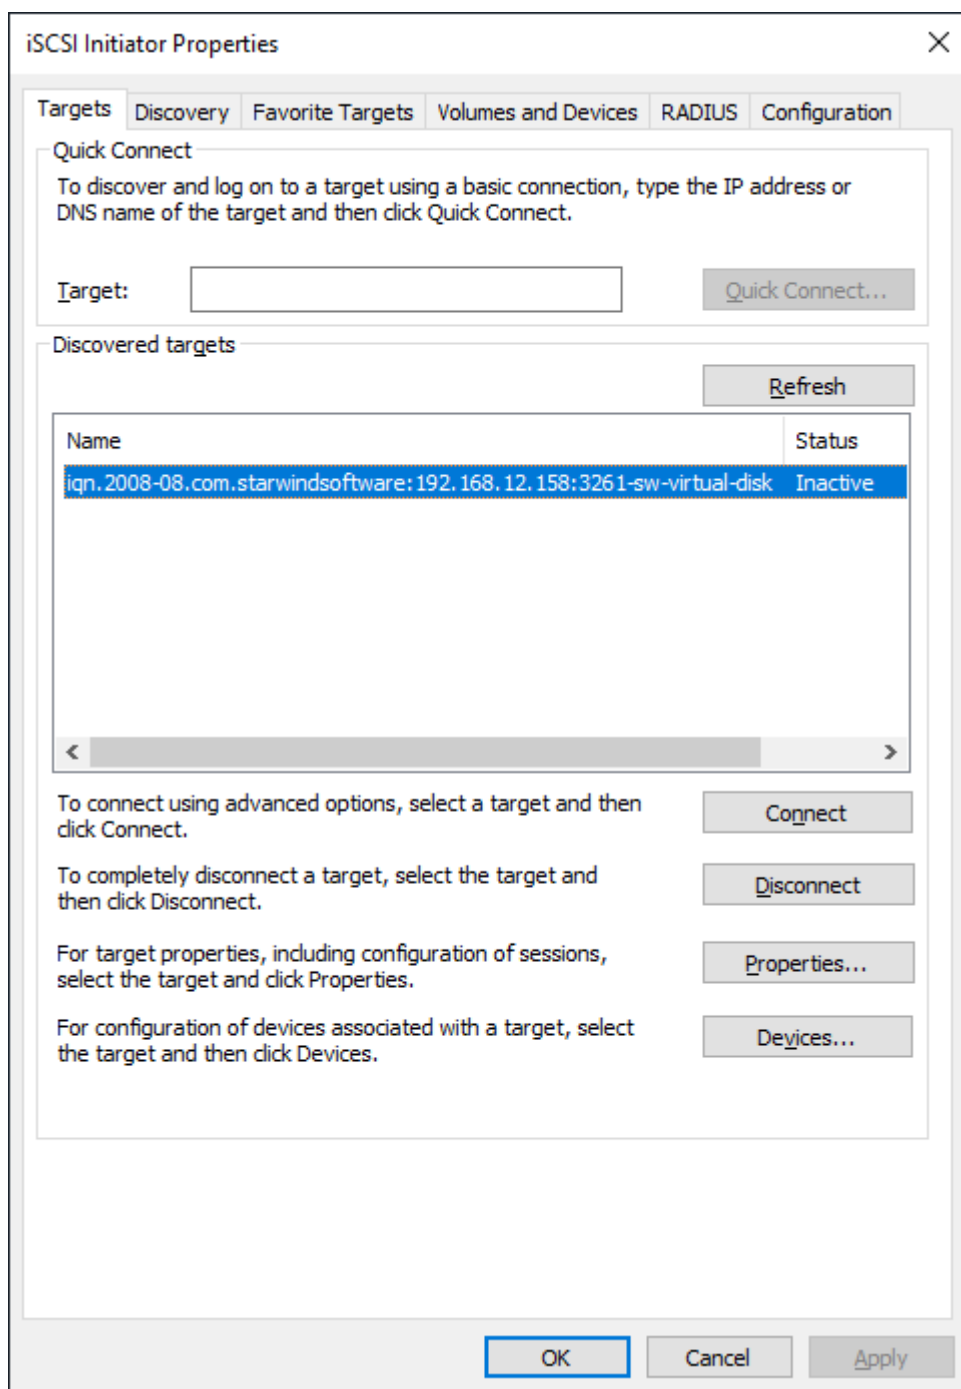 iSCSI Initiator Properties
Targets Discovery Favorite Targets Volumes and Devices RADIUS Configuration
Quick Connect
To discover and log on to a target using a basic connection, type the IP address or
DNS name of the target and then click Quick Connect.
Target: Quick Connect...
Discovered targets
Refresh
Name Status
iqn.2008-08.com.starwindsoftware:192.168.12.158:3261-sw-virtual-disk Inactive
To connect using advanced options, select a target and then
click Connect.
Connect
To completely disconnect a target, select the target and
then click Disconnect.
Disconnect
For target properties, including configuration of sessions,
select the target and click Properties.
Properties...
For configuration of devices associated with a target, select
the target and then click Devices.
Devices...
OK Cancel Apply